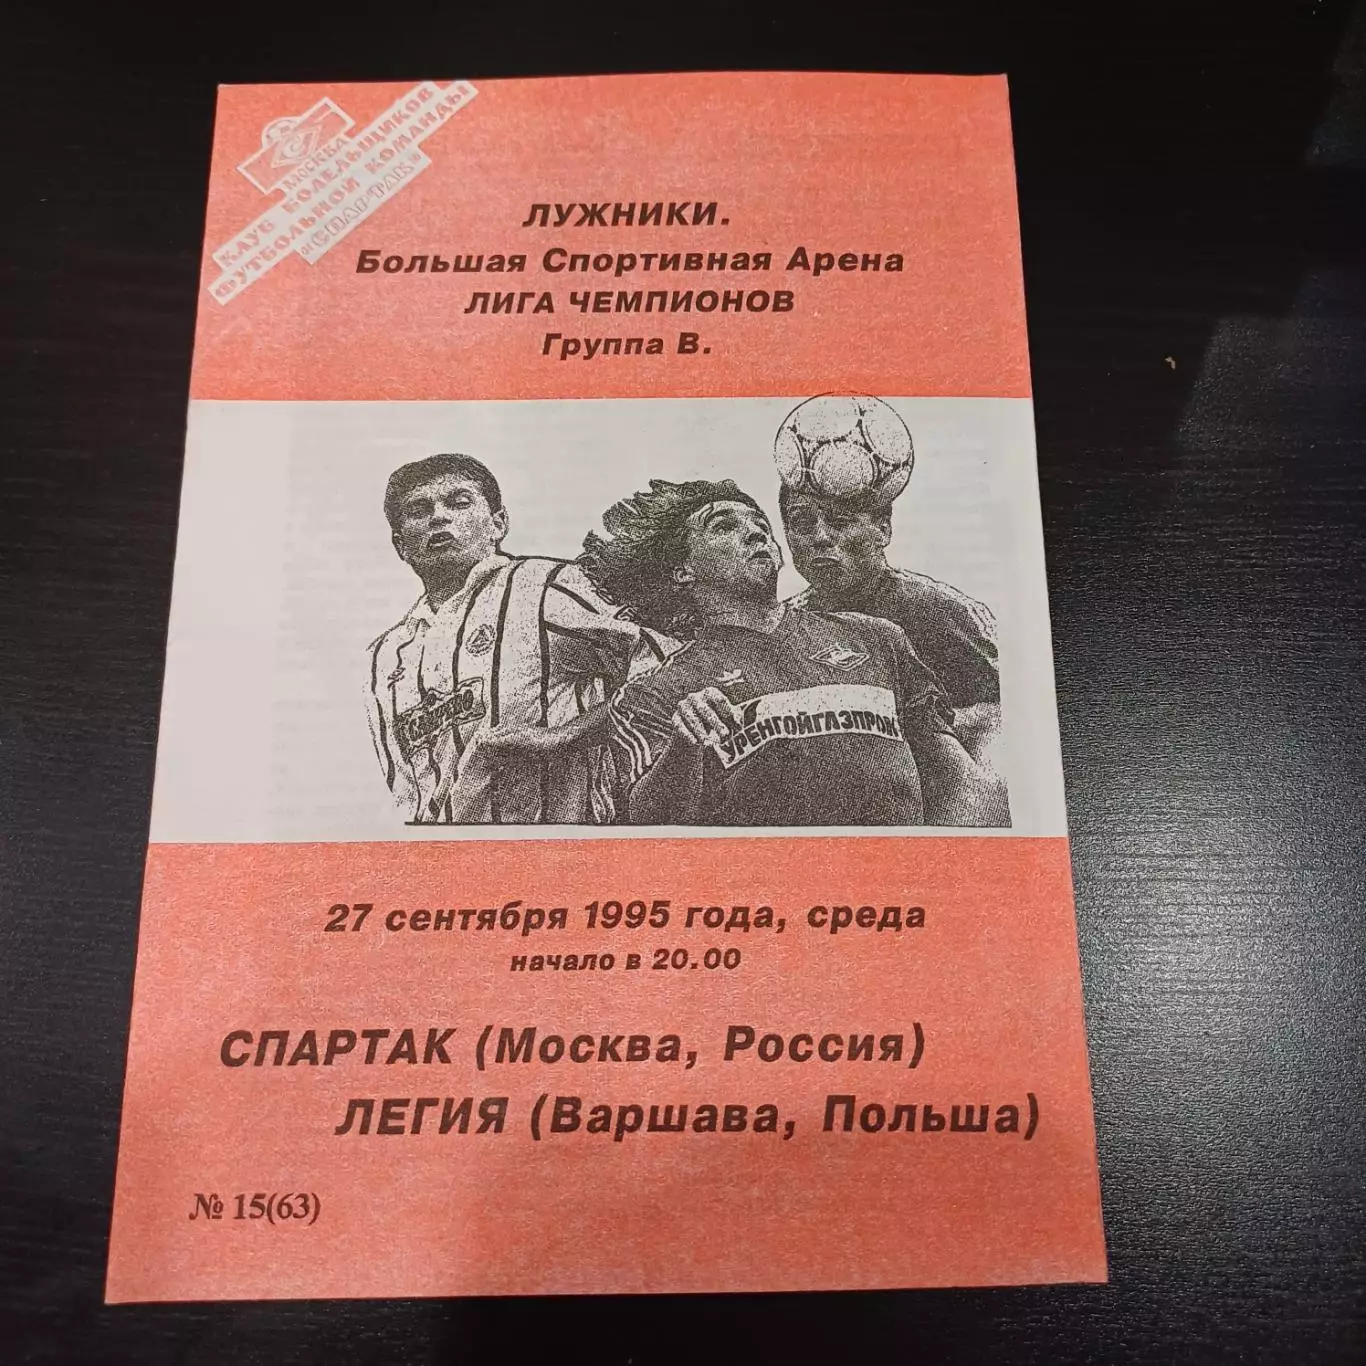 МОСКВА
КЛУБ БОЛЕЛЬЩИКОВ
ФУТБОЛЬНОЙ КОМАНДЫ
«СПАРТАК»
ЛУЖНИКИ.
Большая Спортивная Арена
ЛИГА ЧЕМПИОНОВ
Группа В.
УРЕНГОЙГАЗПРОМ
27 сентября 1995 года, среда
начало в 20.00
СПАРТАК (Москва, Россия)
ЛЕГИЯ (Варшава, Польша)
№ 15(63)